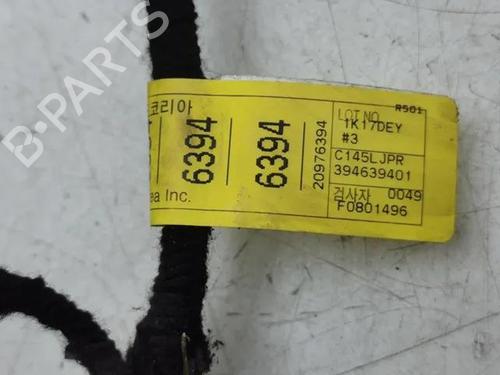 코리아
6394
6394
20976394
ea Inc.
R501
LOT NO.
1K17DEY
#3
C145LJPR
394639401
검사자 0049
F0801496
B-PARTS